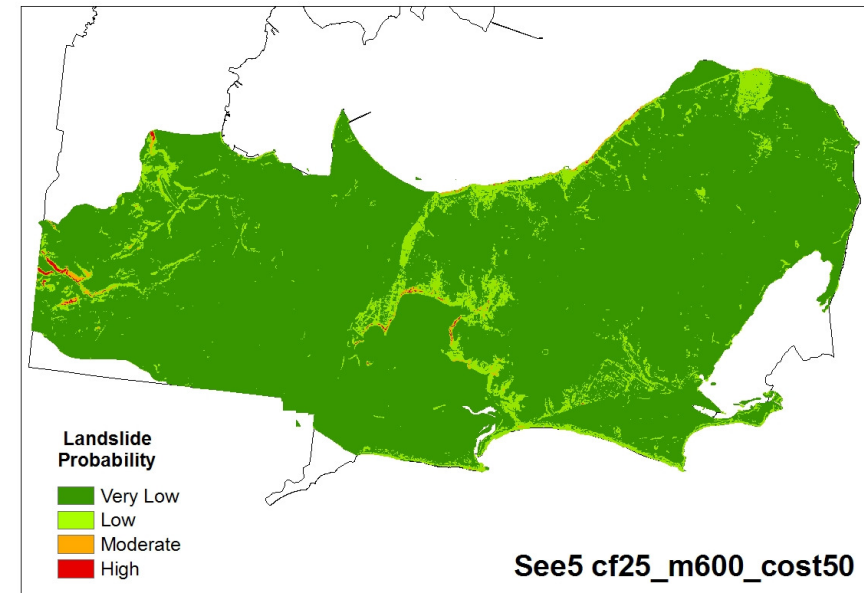 Landslide
Probability
Very Low
Low
Moderate
High
See5 cf25_m600_cost50